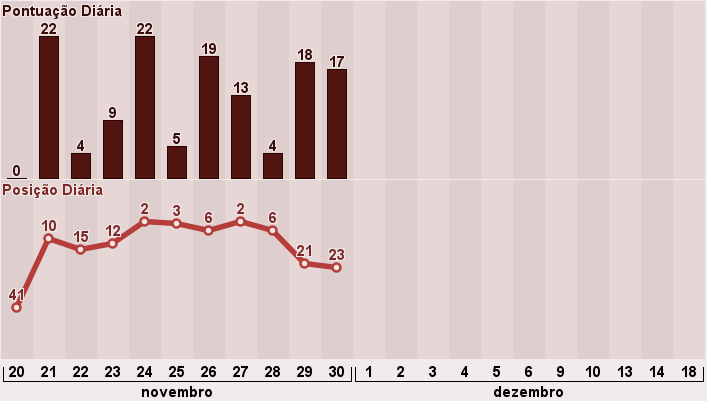 Pontuação Diária
0 22 4 9 22 5 19 13 4 18 17
Posição Diária
41 10 15 12 2 3 6 2 6 21 23
20 21 22 23 24 25 26 27 28 29 30 1 2 3 4 5 6 9 10 13 14 18
novembro dezembro